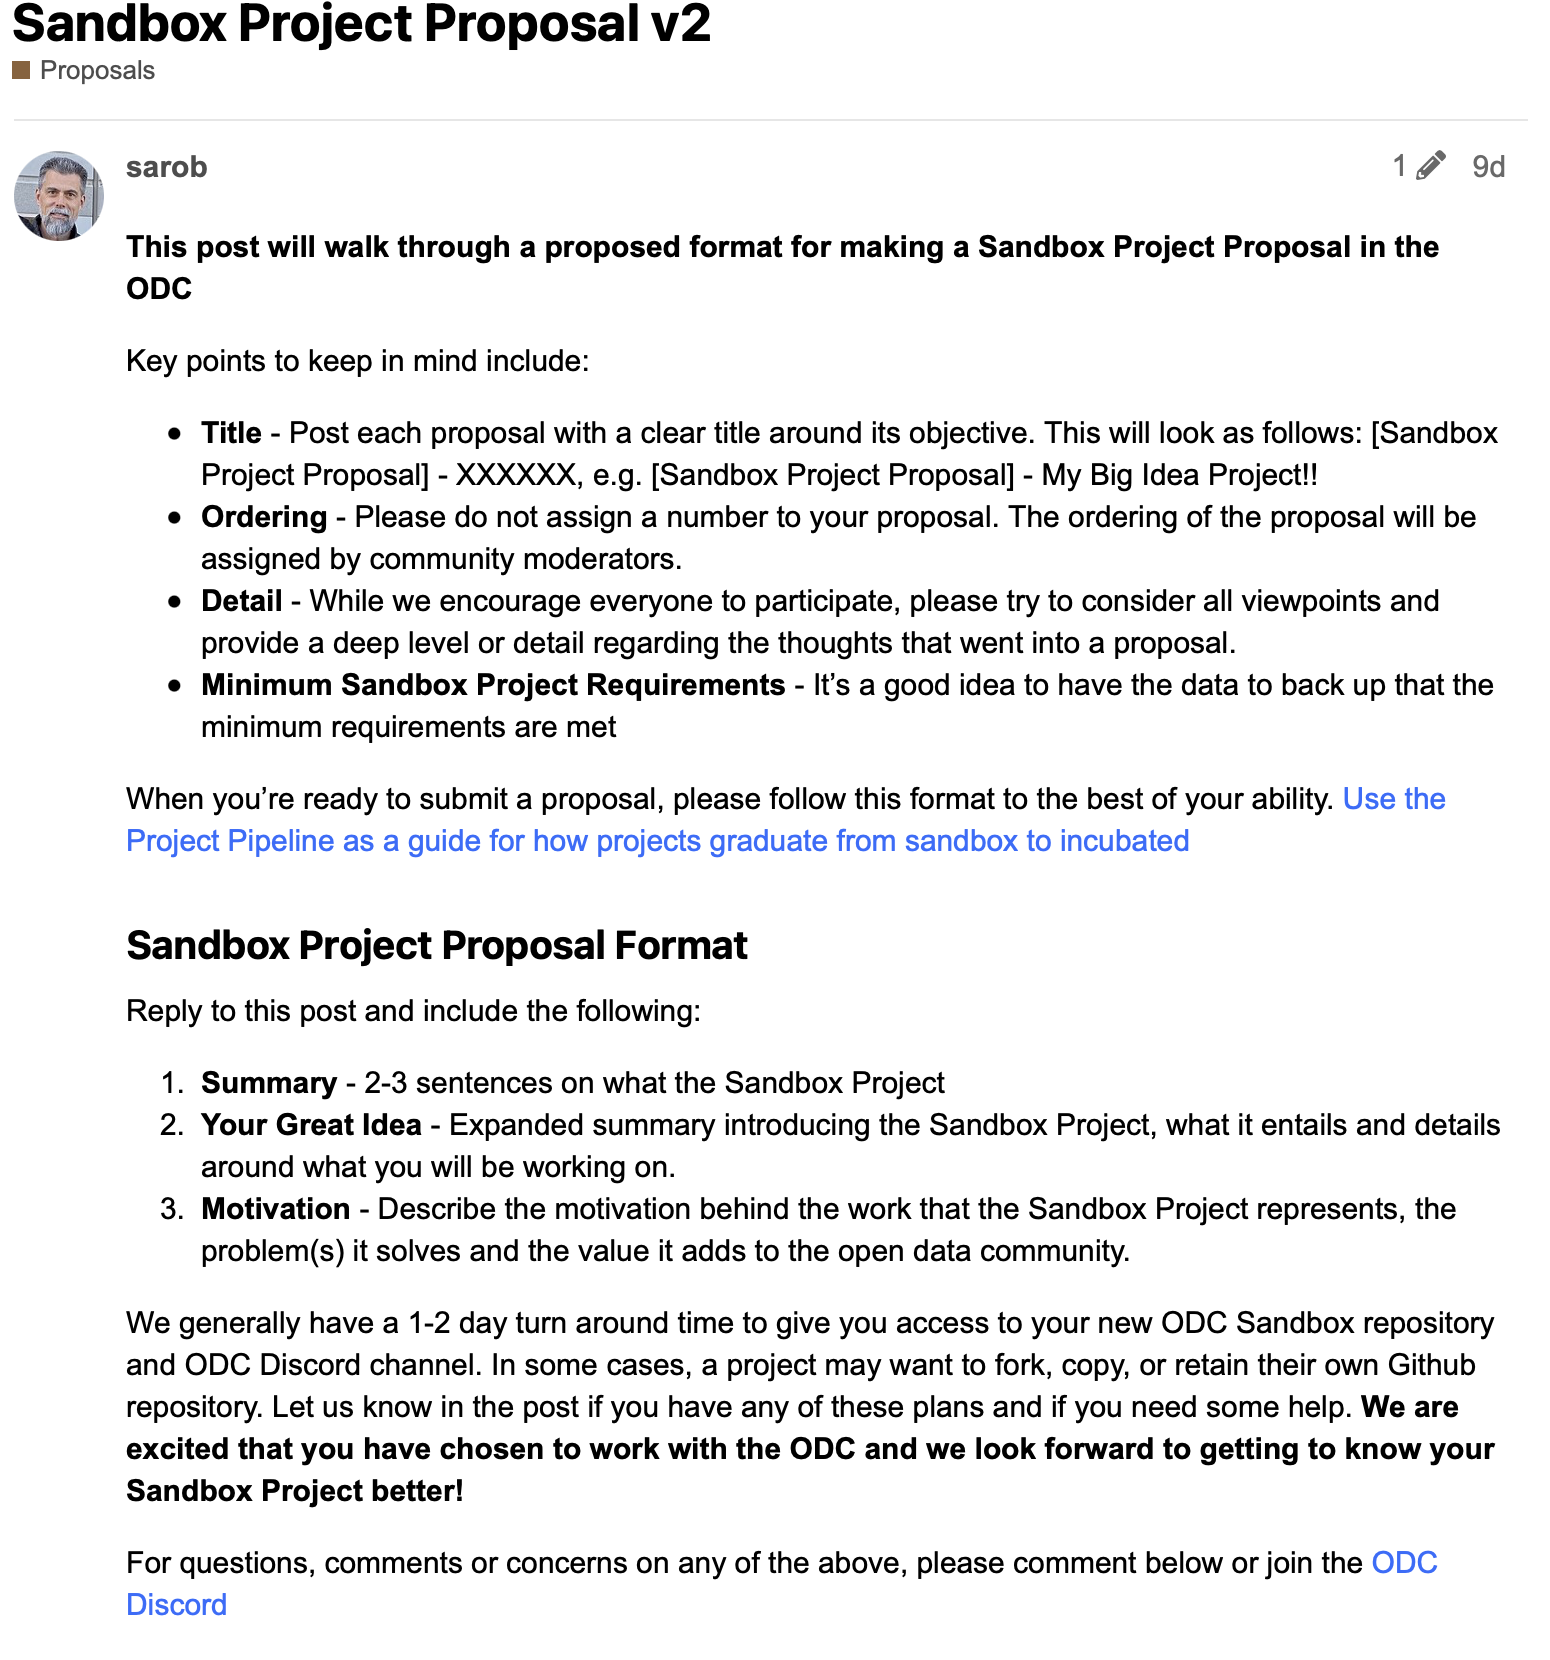 Sandbox Project Proposal v2
Proposals
sarob
1 9d
This post will walk through a proposed format for making a Sandbox Project Proposal in the
ODC
Key points to keep in mind include:
• Title - Post each proposal with a clear title around its objective. This will look as follows: [Sandbox
Project Proposal] - XXXXXX, e.g. [Sandbox Project Proposal] - My Big Idea Project!!
• Ordering - Please do not assign a number to your proposal. The ordering of the proposal will be
assigned by community moderators.
• Detail - While we encourage everyone to participate, please try to consider all viewpoints and
provide a deep level or detail regarding the thoughts that went into a proposal.
• Minimum Sandbox Project Requirements - It’s a good idea to have the data to back up that the
minimum requirements are met
When you’re ready to submit a proposal, please follow this format to the best of your ability. Use the
Project Pipeline as a guide for how projects graduate from sandbox to incubated
Sandbox Project Proposal Format
Reply to this post and include the following:
1. Summary - 2-3 sentences on what the Sandbox Project
2. Your Great Idea - Expanded summary introducing the Sandbox Project, what it entails and details
around what you will be working on.
3. Motivation - Describe the motivation behind the work that the Sandbox Project represents, the
problem(s) it solves and the value it adds to the open data community.
We generally have a 1-2 day turn around time to give you access to your new ODC Sandbox repository
and ODC Discord channel. In some cases, a project may want to fork, copy, or retain their own Github
repository. Let us know in the post if you have any of these plans and if you need some help. We are
excited that you have chosen to work with the ODC and we look forward to getting to know your
Sandbox Project better!
For questions, comments or concerns on any of the above, please comment below or join the ODC
Discord